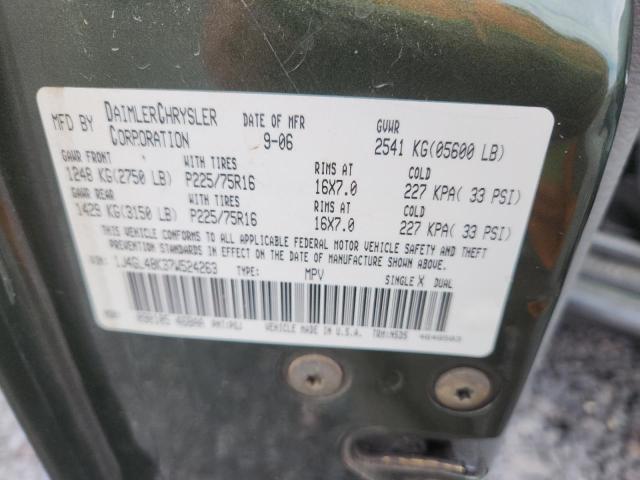 MFD BY DAIMLERCHRYSLER CORPORATION DATE OF MFR 9-06 GVWR 2541 KG(05600 LB)
GAWR FRONT WITH TIRES RIMS AT COLD
1248 KG(2750 LB) P225/75R16 16X7.0 227 KPA( 33 PSI)
GAWR REAR WITH TIRES RIMS AT COLD
1429 KG(3150 LB) P225/75R16 16X7.0 227 KPA( 33 PSI)
THIS VEHICLE CONFORMS TO ALL APPLICABLE FEDERAL MOTOR VEHICLE SAFETY AND THEFT
PREVENTION STANDARDS IN EFFECT ON THE DATE OF MANUFACTURE SHOWN ABOVE.
VIN: 1J4GL48K37W524263 TYPE: MPV SINGLE X DUAL
PNT:PGJ VEHICLE MADE IN U.S.A. TRM: